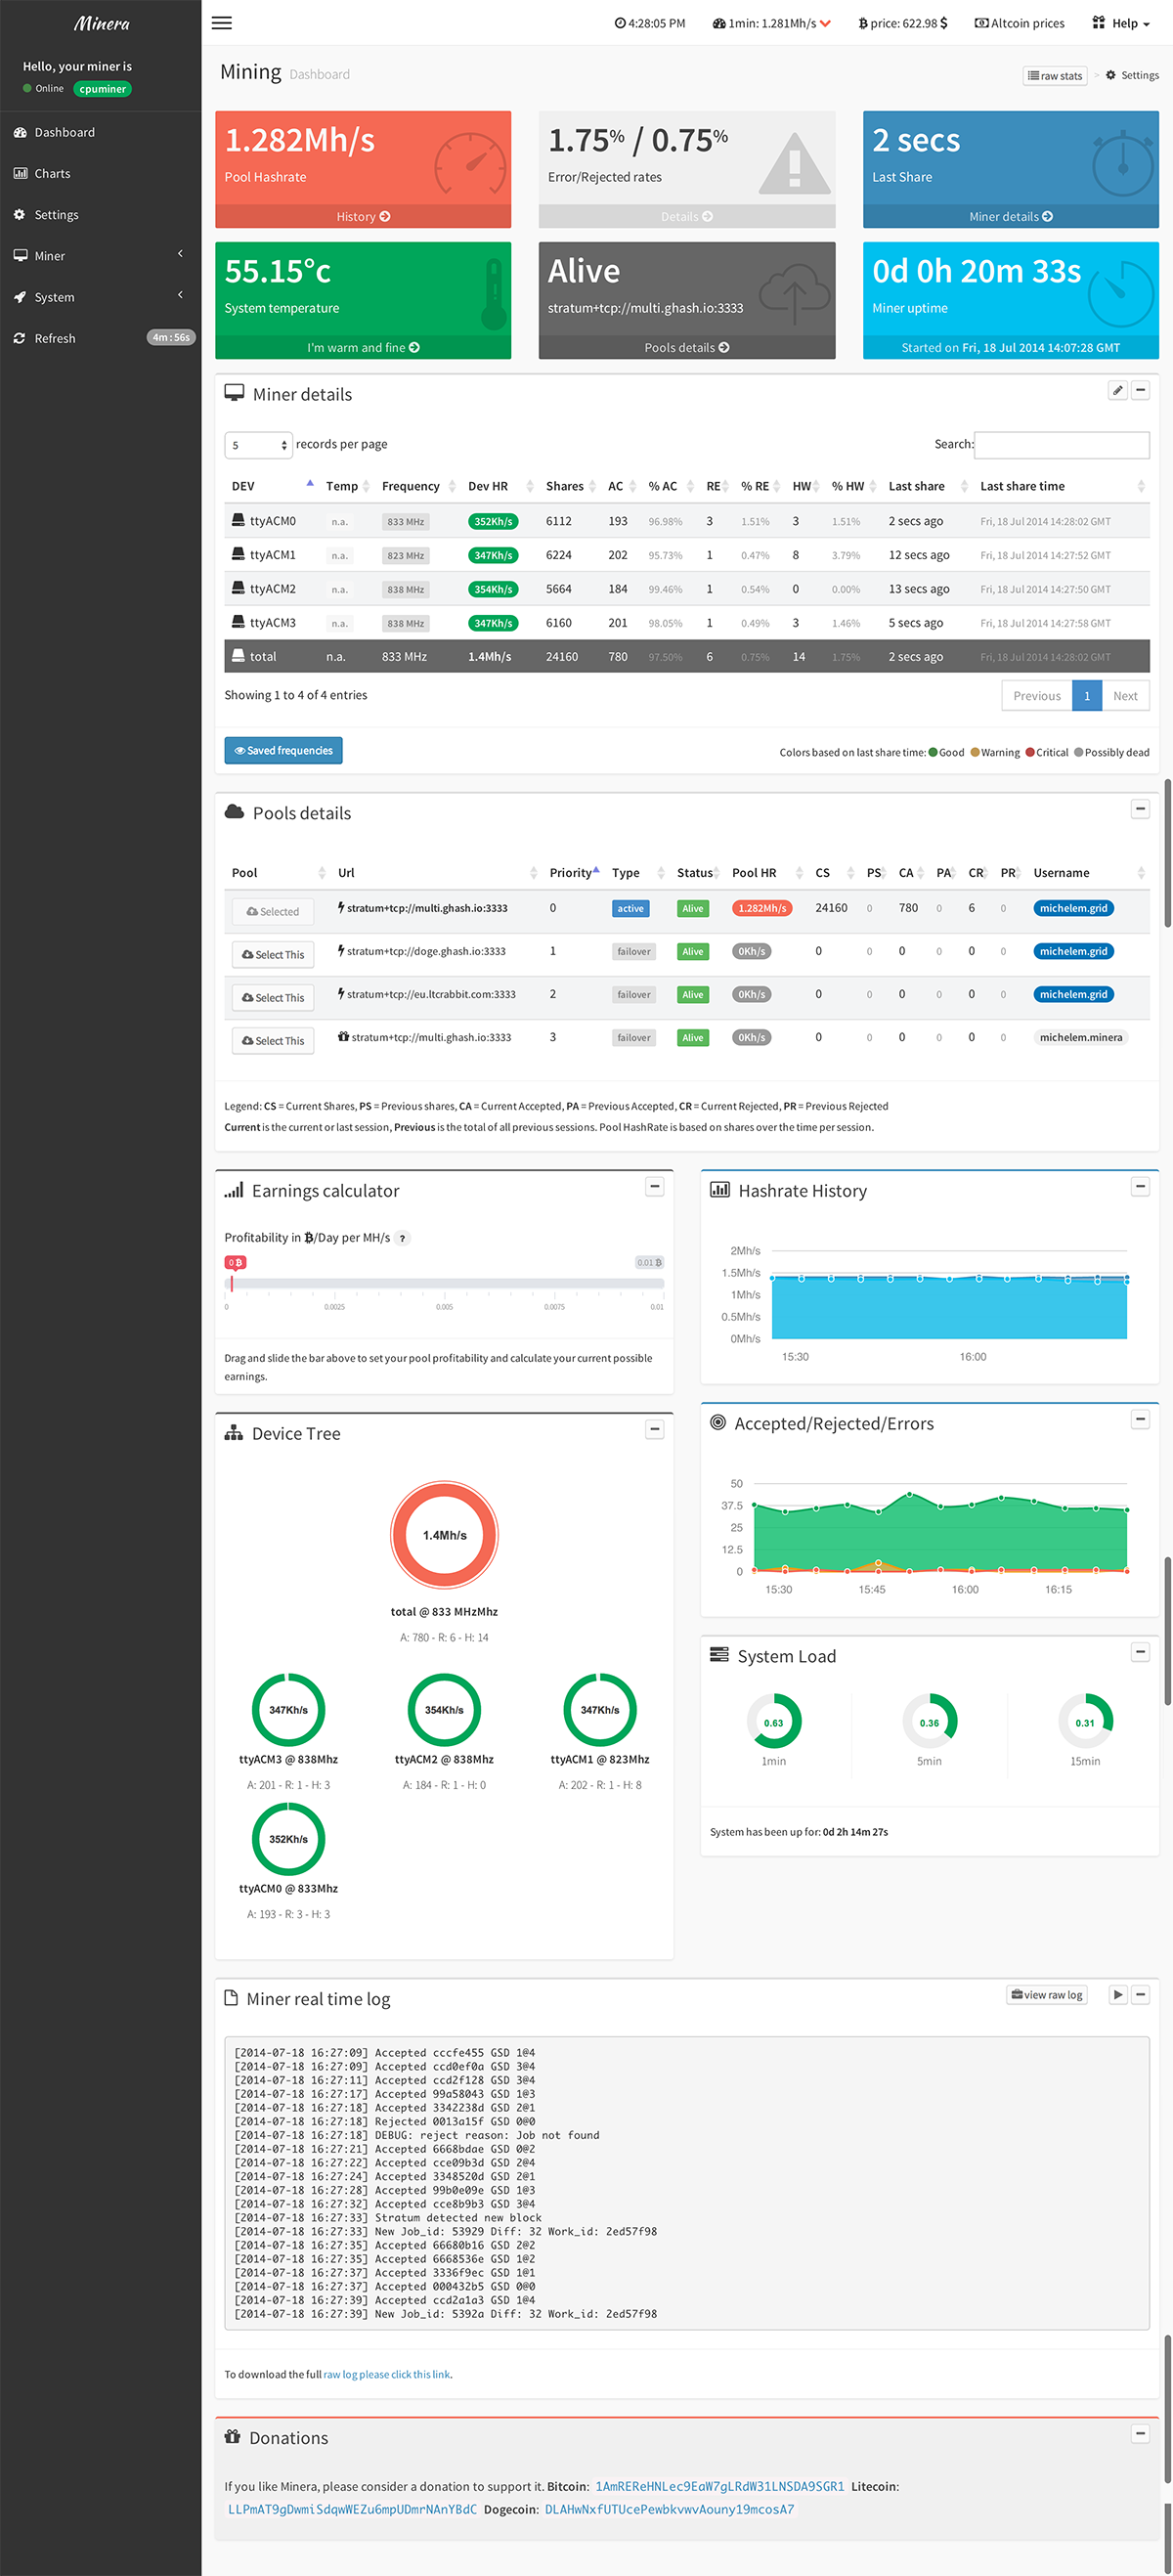 Minera
4:28:05 PM 1min: 1.281Mh/s ₿ price: 622.98 $ Altcoin prices Help
Hello, your miner is
Online cpuminer
Dashboard
Charts
Settings
Miner
System
Refresh 4m : 56s
Mining Dashboard
raw stats > Settings
1.282Mh/s
Pool Hashrate
History
1.75% / 0.75%
Error/Rejected rates
Details
2 secs
Last Share
Miner details
55.15°c
System temperature
I'm warm and fine
Alive
stratum+tcp://multi.ghash.io:3333
Pools details
0d 0h 20m 33s
Miner uptime
Started on Fri, 18 Jul 2014 14:07:28 GMT
Miner details
5 records per page Search:
DEV Temp Frequency Dev HR Shares AC % AC RE % RE HW % HW Last share Last share time
ttyACM0 n.a. 833 MHz 352Kh/s 6112 193 96.98% 3 1.51% 3 1.51% 2 secs ago Fri, 18 Jul 2014 14:28:02 GMT
ttyACM1 n.a. 823 MHz 347Kh/s 6224 202 95.73% 1 0.47% 8 3.79% 12 secs ago Fri, 18 Jul 2014 14:27:52 GMT
ttyACM2 n.a. 838 MHz 354Kh/s 5664 184 99.46% 1 0.54% 0 0.00% 13 secs ago Fri, 18 Jul 2014 14:27:50 GMT
ttyACM3 n.a. 838 MHz 347Kh/s 6160 201 98.05% 1 0.49% 3 1.46% 5 secs ago Fri, 18 Jul 2014 14:27:58 GMT
total n.a. 833 MHz 1.4Mh/s 24160 780 97.50% 6 0.75% 14 1.75% 2 secs ago Fri, 18 Jul 2014 14:28:02 GMT
Showing 1 to 4 of 4 entries Previous 1 Next
Saved frequencies Colors based on last share time: Good Warning Critical Possibly dead
Pools details
Pool Url Priority Type Status Pool HR CS PS CA PA CR PR Username
Selected stratum+tcp://multi.ghash.io:3333 0 active Alive 1.282Mh/s 24160 0 780 0 6 0 michelem.grid
Select This stratum+tcp://doge.ghash.io:3333 1 failover Alive 0Kh/s 0 0 0 0 0 0 michelem.grid
Select This stratum+tcp://eu.ltcrabbit.com:3333 2 failover Alive 0Kh/s 0 0 0 0 0 0 michelem.grid
Select This stratum+tcp://multi.ghash.io:3333 3 failover Alive 0Kh/s 0 0 0 0 0 0 michelem.minera
Legend: CS = Current Shares, PS = Previous shares, CA = Current Accepted, PA = Previous Accepted, CR = Current Rejected, PR = Previous Rejected
Current is the current or last session, Previous is the total of all previous sessions. Pool HashRate is based on shares over the time per session.
Earnings calculator
Profitability in ₿/Day per MH/s ?
0 ₿ 0.01 ₿
0 0.0025 0.005 0.0075 0.01
Drag and slide the bar above to set your pool profitability and calculate your current possible
earnings.
Hashrate History
2Mh/s
1.5Mh/s
1Mh/s
0.5Mh/s
0Mh/s
15:30 16:00
Device Tree
1.4Mh/s
total @ 833 MHzMhz
A: 780 - R: 6 - H: 14
347Kh/s 354Kh/s 347Kh/s
ttyACM3 @ 838Mhz ttyACM2 @ 838Mhz ttyACM1 @ 823Mhz
A: 201 - R: 1 - H: 3 A: 184 - R: 1 - H: 0 A: 202 - R: 1 - H: 8
352Kh/s
ttyACM0 @ 833Mhz
A: 193 - R: 3 - H: 3
Accepted/Rejected/Errors
50
37.5
25
12.5
0
15:30 15:45 16:00 16:15
System Load
0.63 0.36 0.31
1min 5min 15min
System has been up for: 0d 2h 14m 27s
Miner real time log view raw log
[2014-07-18 16:27:09] Accepted cccfe455 GSD 1@4
[2014-07-18 16:27:09] Accepted ccd0ef0a GSD 3@4
[2014-07-18 16:27:11] Accepted ccd2f128 GSD 3@4
[2014-07-18 16:27:17] Accepted 99a58043 GSD 1@3
[2014-07-18 16:27:18] Accepted 3342238d GSD 2@1
[2014-07-18 16:27:18] Rejected 0013a15f GSD 0@0
[2014-07-18 16:27:18] DEBUG: reject reason: Job not found
[2014-07-18 16:27:21] Accepted 6668bdae GSD 0@2
[2014-07-18 16:27:22] Accepted cce09b3d GSD 2@4
[2014-07-18 16:27:24] Accepted 3348520d GSD 2@1
[2014-07-18 16:27:28] Accepted 99b0e09e GSD 1@3
[2014-07-18 16:27:32] Accepted cce8b9b3 GSD 3@4
[2014-07-18 16:27:33] Stratum detected new block
[2014-07-18 16:27:33] New Job_id: 53929 Diff: 32 Work_id: 2ed57f98
[2014-07-18 16:27:35] Accepted 66680b16 GSD 2@2
[2014-07-18 16:27:35] Accepted 6668536e GSD 1@2
[2014-07-18 16:27:37] Accepted 3336f9ec GSD 1@1
[2014-07-18 16:27:37] Accepted 000432b5 GSD 0@0
[2014-07-18 16:27:39] Accepted ccd2a1a3 GSD 1@4
[2014-07-18 16:27:39] New Job_id: 5392a Diff: 32 Work_id: 2ed57f98
To download the full raw log please click this link.
Donations
If you like Minera, please consider a donation to support it. Bitcoin: 1AmREReHNLec9EaW7gLRdW31LNSDA9SGR1 Litecoin:
LLPmAT9gDwmiSdqwWEZu6mpUDmrNAnYBdC Dogecoin: DLAHwNxfUTUcePewbkvwvAouny19mcosA7